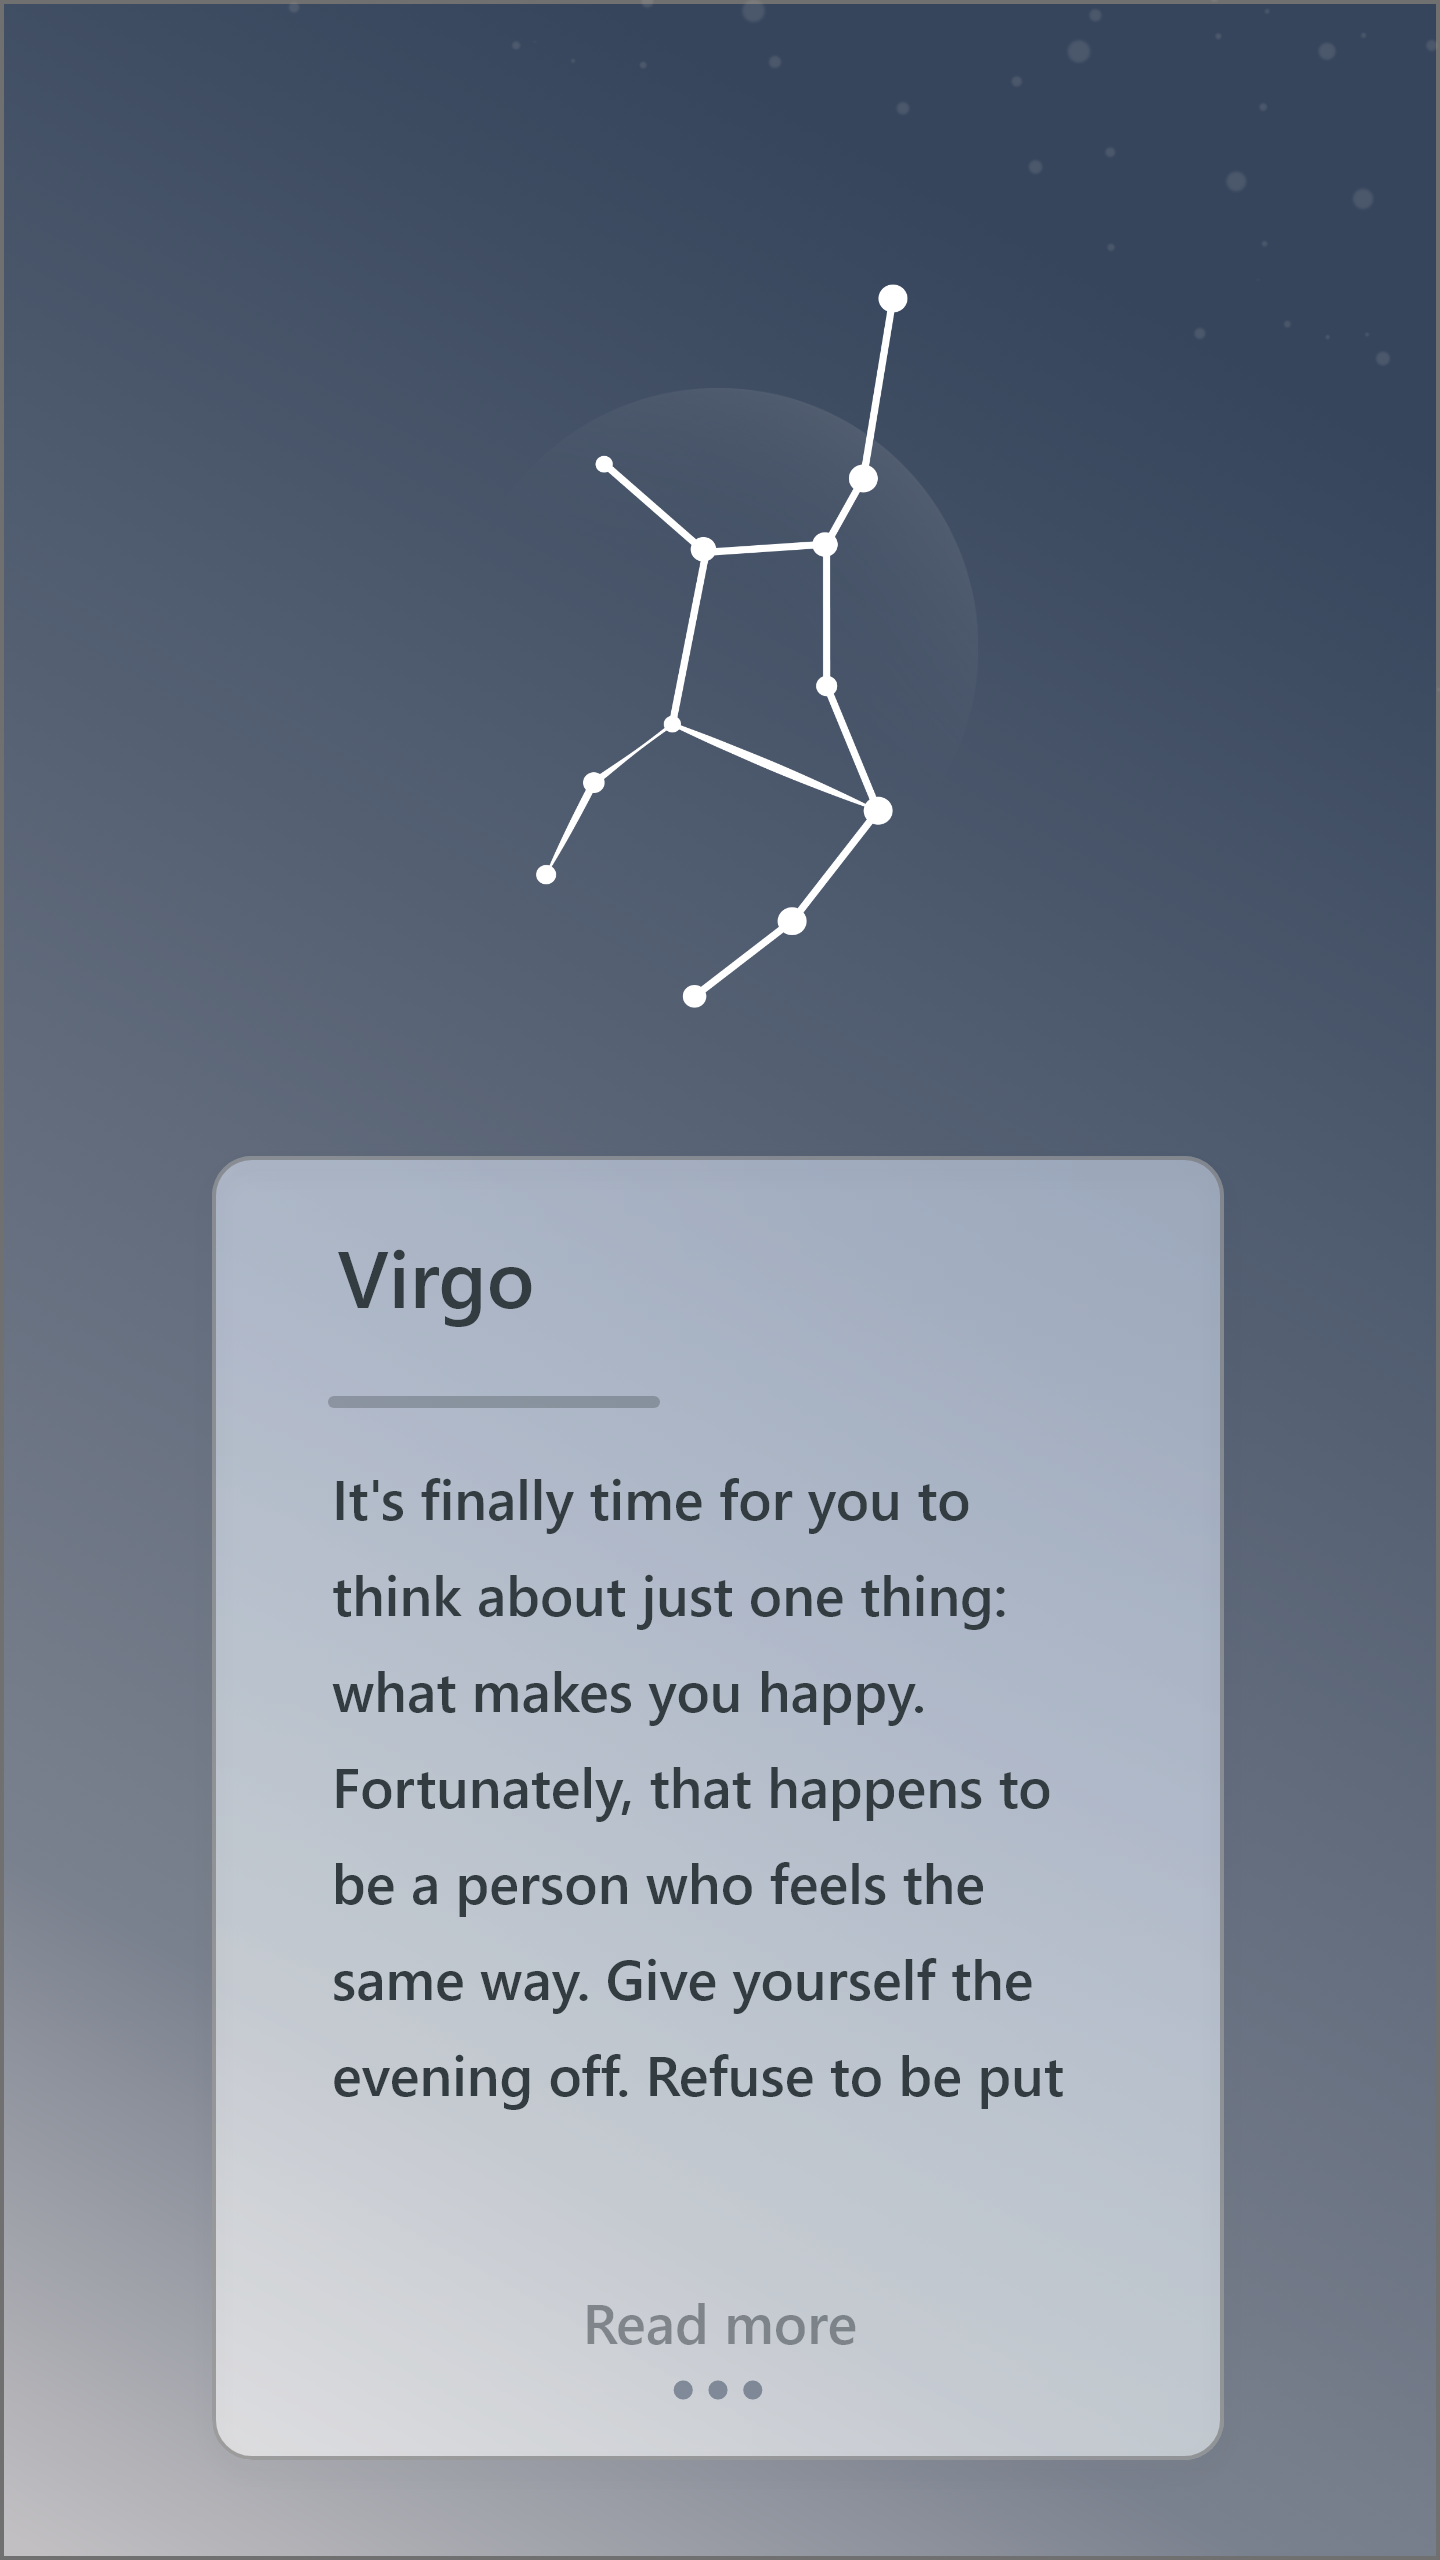 Virgo
It's finally time for you to
think about just one thing:
what makes you happy.
Fortunately, that happens to
be a person who feels the
same way. Give yourself the
evening off. Refuse to be put
Read more